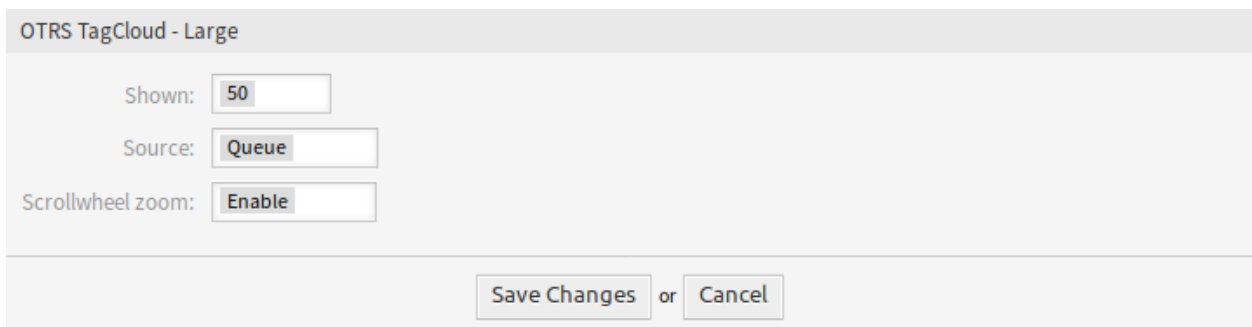 OTRS TagCloud - Large
Shown: 50
Source: Queue
Scrollwheel zoom: Enable
Save Changes or Cancel